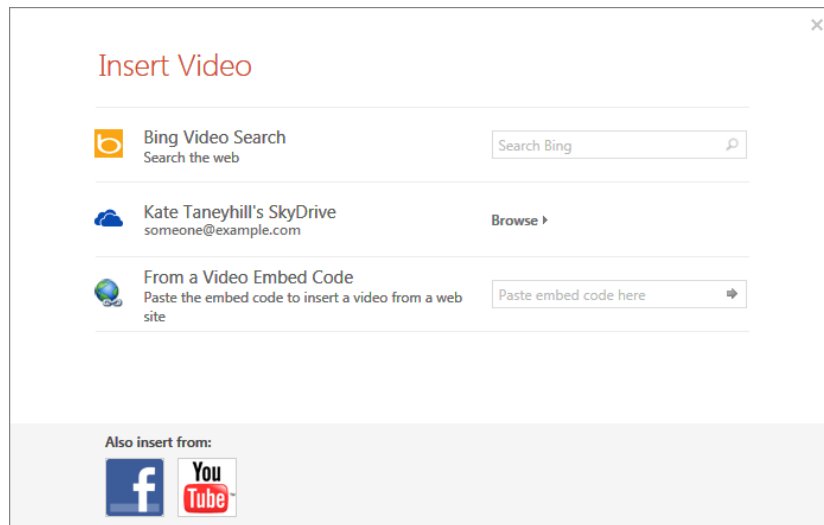 Insert Video
Bing Video Search
Search the web
Search Bing
Kate Taneyhill's SkyDrive
someone@example.com
Browse
From a Video Embed Code
Paste the embed code to insert a video from a web
site
Paste embed code here
Also insert from:
f
You
Tube